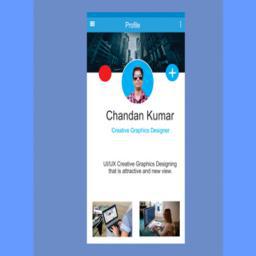 Profile
Chandan Kumar
Creative Graphics Designer
UI/UX Creative Graphics Designing
that is attractive and new view.